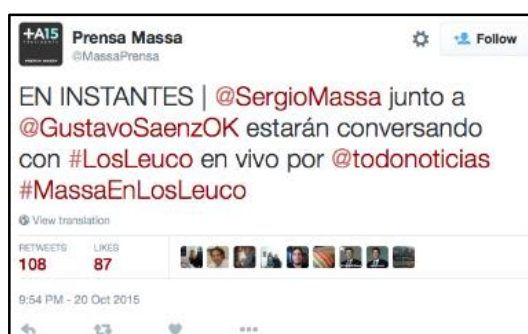 +A15
Prensa Massa
@MassaPrensa
Follow
EN INSTANTES | @SergioMassa junto a
@GustavoSaenzOK estarán conversando
con #LosLeuco en vivo por @todonoticias
#MassaEnLosLeuco
View translation
RETWEETS LIKES
108 87
9:54 PM - 20 Oct 2015